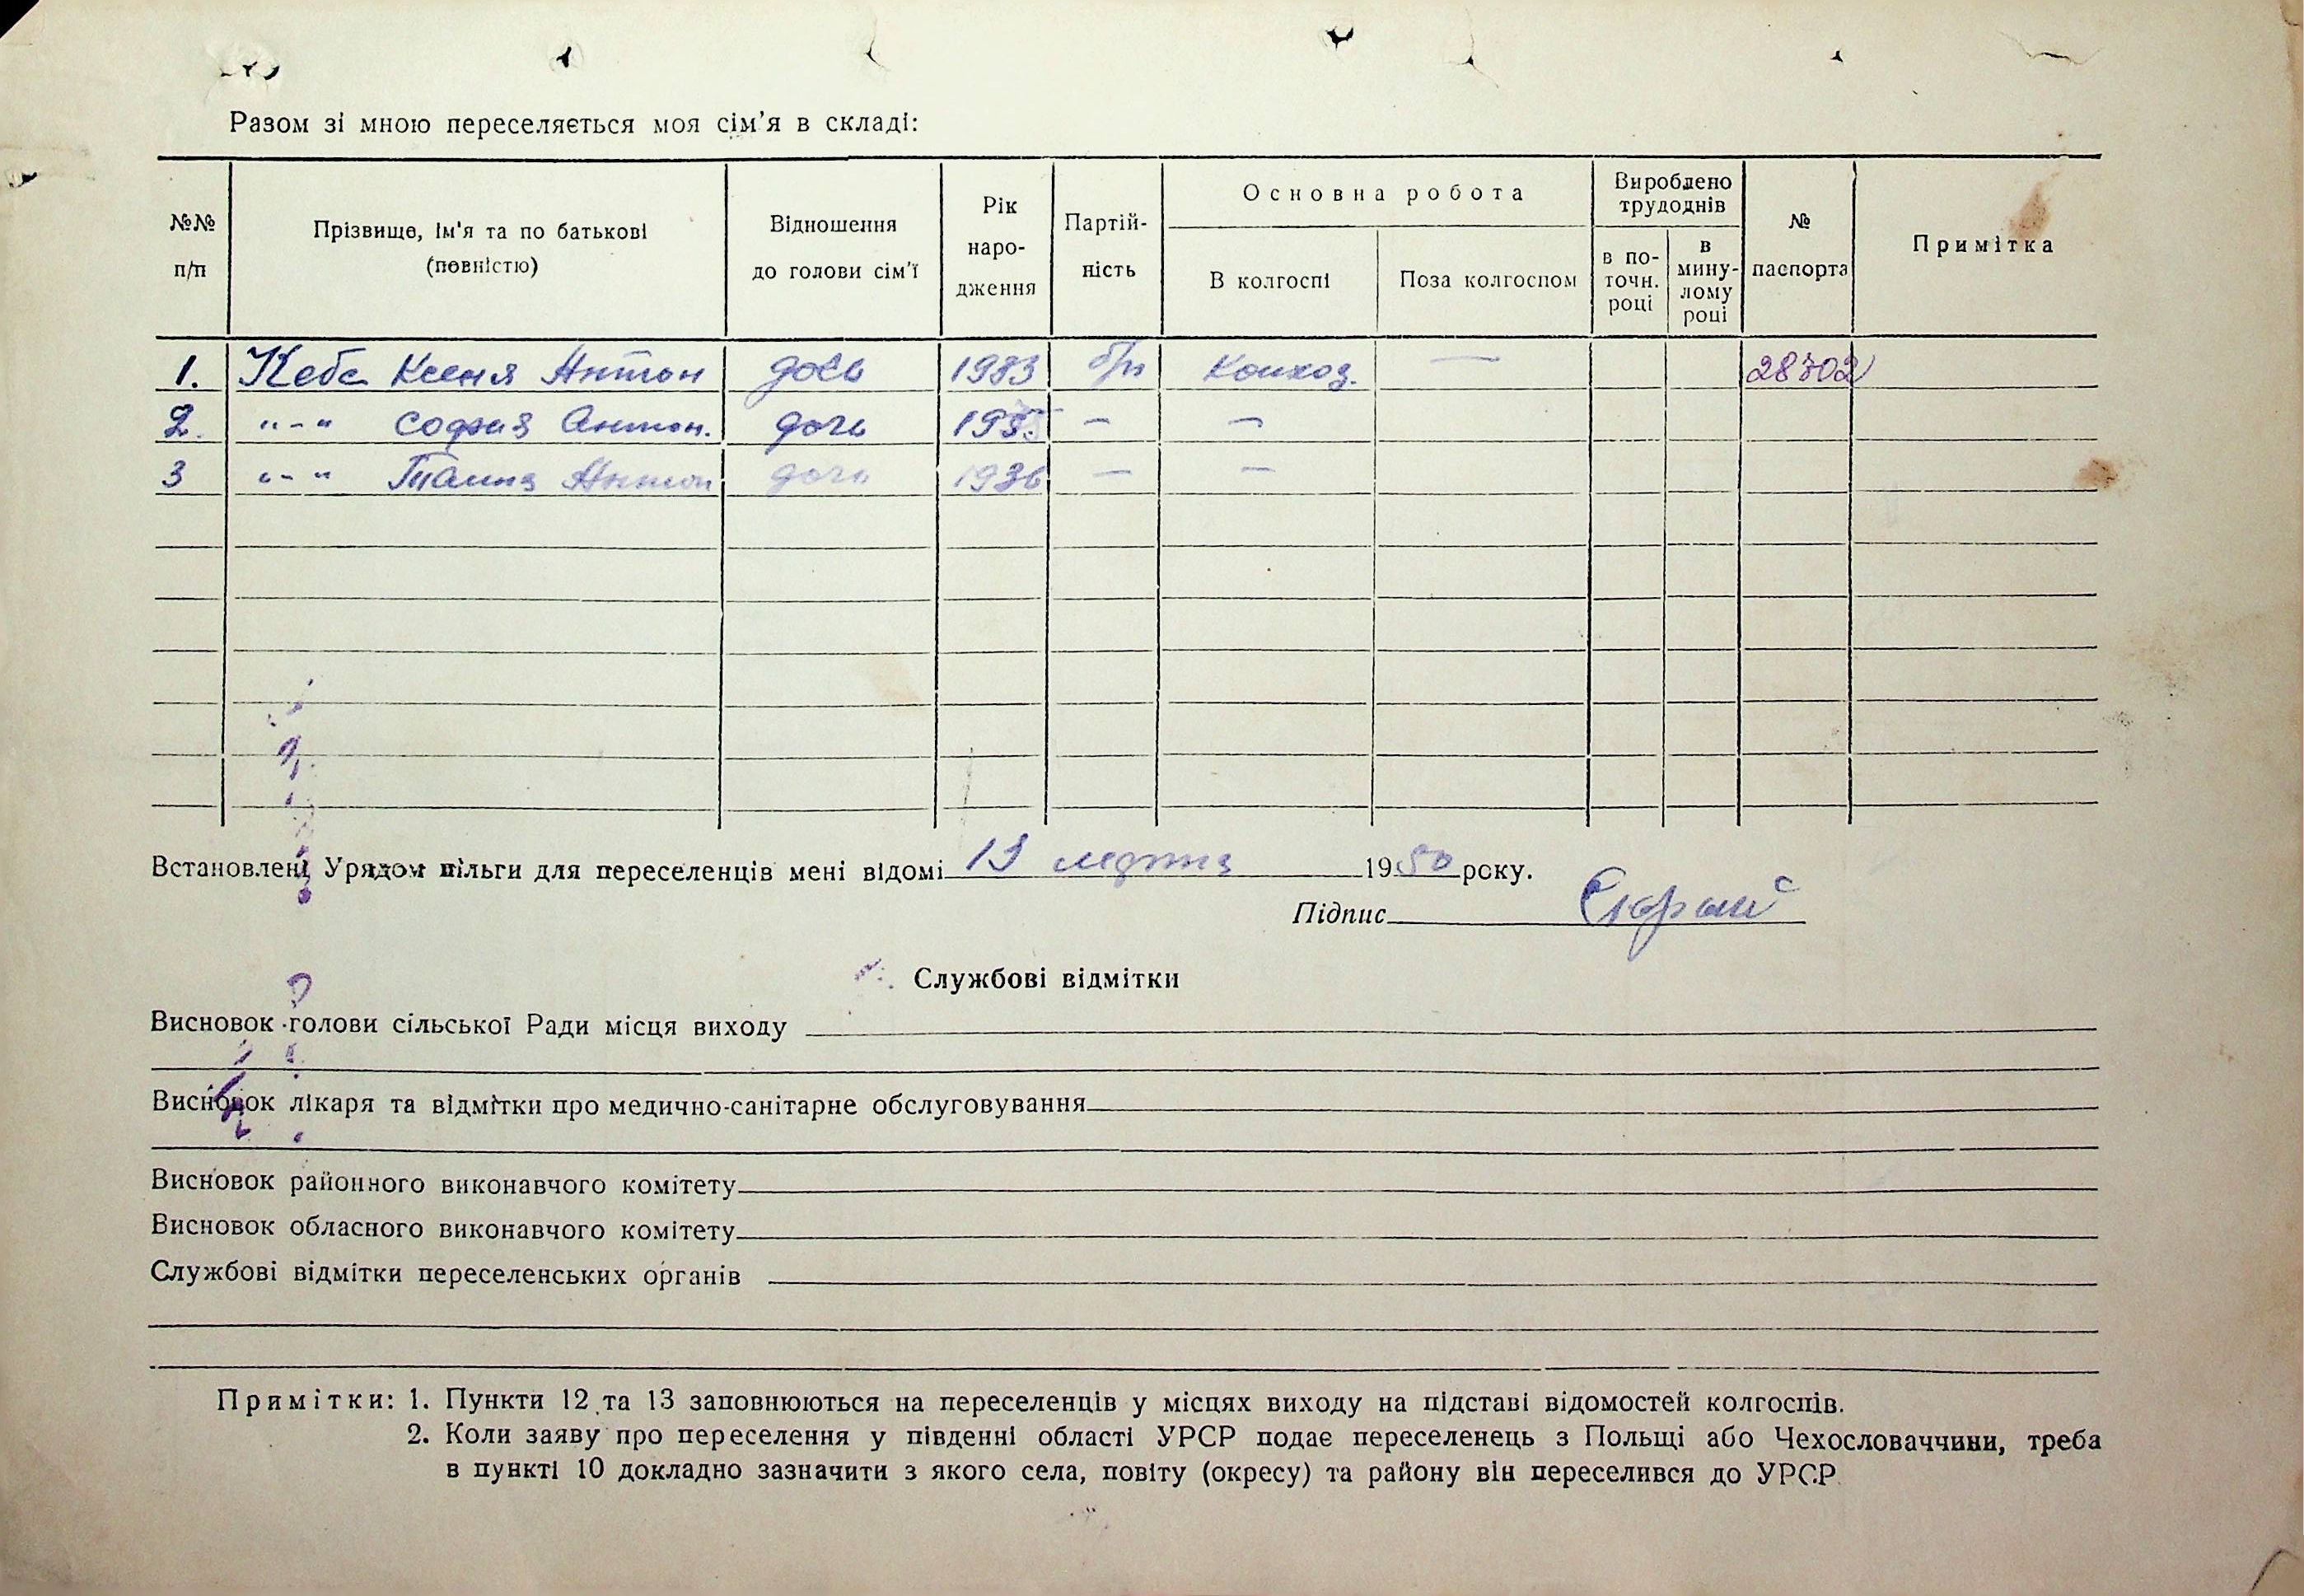 Разом зі мною переселяється моя сім'я в складі:
№№ п/п
Прізвище, ім'я та по батькові (повністю)
Відношення до голови сім'ї
Рік народження
Партійність
Основна робота
В колгоспі
Поза колгоспом
Вироблено трудоднів
в поточн. році
в минулому році
№ паспорта
Примітка
1. Кеба Ксеня Антон дочь б/п Колхоз. — 28702
2. "-" София Антон. дочь 1935 — —
3 "-" Антон дочь 1936 — —
Встановлені Урядом пільги для переселенців мені відомі 13 1950 року.
Підпис
Службові відмітки
Висновок голови сільської Ради місця виходу
Висновок лікаря та відмітки про медично-санітарне обслуговування
Висновок районного виконавчого комітету
Висновок обласного виконавчого комітету
Службові відмітки переселенських органів
Примітки: 1. Пункти 12 та 13 заповнюються на переселенців у місцях виходу на підставі відомостей колгоспів.
2. Коли заяву про переселення у південні області УРСР подає переселенець з Польщі або Чехословаччини, треба
в пункті 10 докладно зазначити з якого села, повіту (окресу) та району він переселився до УРСР